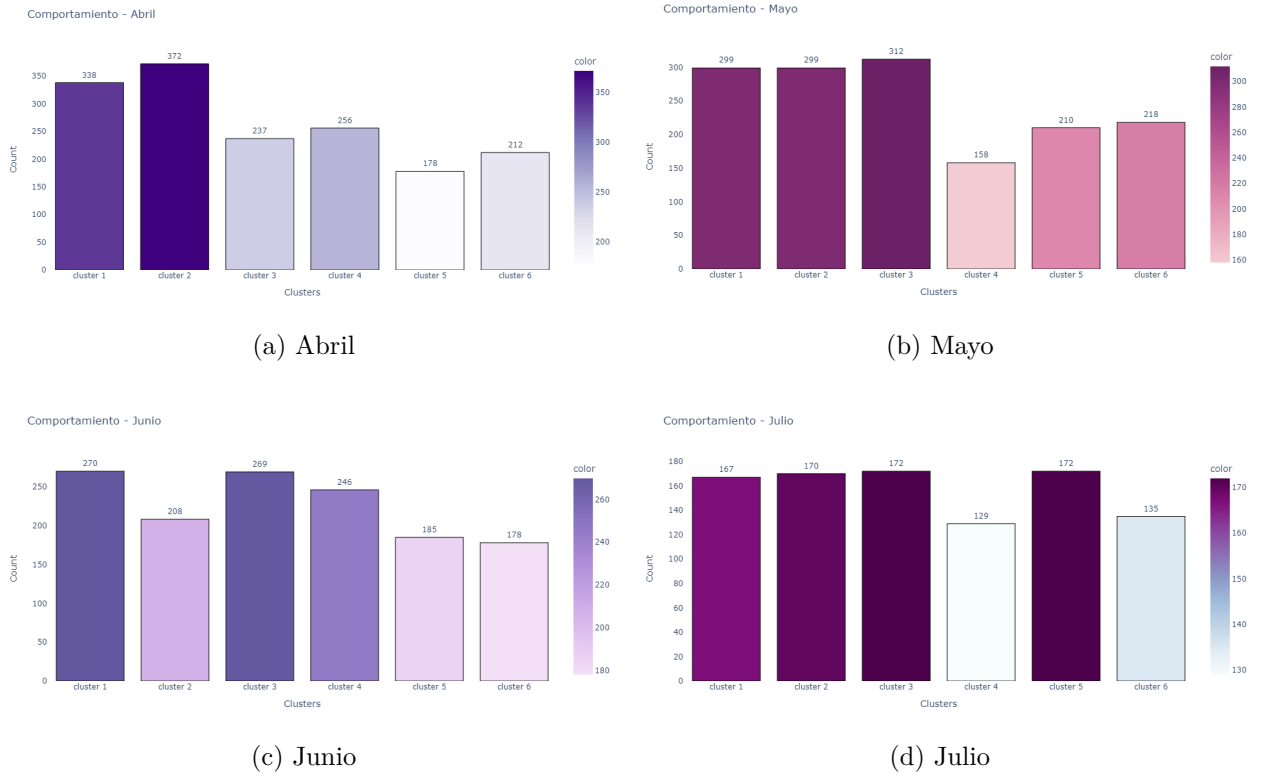 Comportamiento - Abril
372
338
256
237
212
178
350
300
250
200
150
100
50
0
Count
cluster 1 cluster 2 cluster 3 cluster 4 cluster 5 cluster 6
Clusters
color
350
300
250
200
(a) Abril
Comportamiento - Mayo
312
299 299
218
210
158
300
250
200
150
100
50
0
Count
cluster 1 cluster 2 cluster 3 cluster 4 cluster 5 cluster 6
Clusters
color
300
280
260
240
220
200
180
160
(b) Mayo
Comportamiento - Junio
270 269
246
208
185
178
250
200
150
100
50
0
Count
cluster 1 cluster 2 cluster 3 cluster 4 cluster 5 cluster 6
Clusters
color
260
240
220
200
180
(c) Junio
Comportamiento - Julio
167 170 172 172
135
129
180
160
140
120
100
80
60
40
20
0
Count
cluster 1 cluster 2 cluster 3 cluster 4 cluster 5 cluster 6
Clusters
color
170
160
150
140
130
(d) Julio